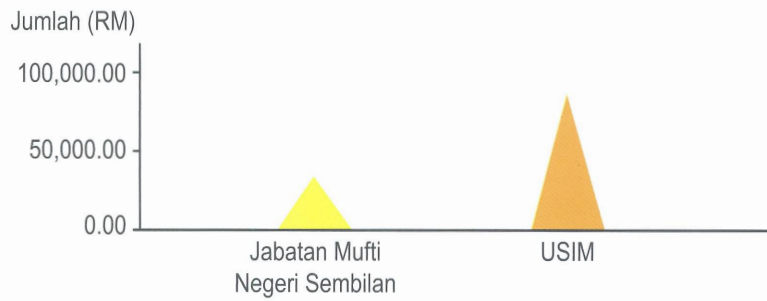 Jumlah (RM)
100,000.00
50,000.00
0.00
Jabatan Mufti
Negeri Sembilan
USIM